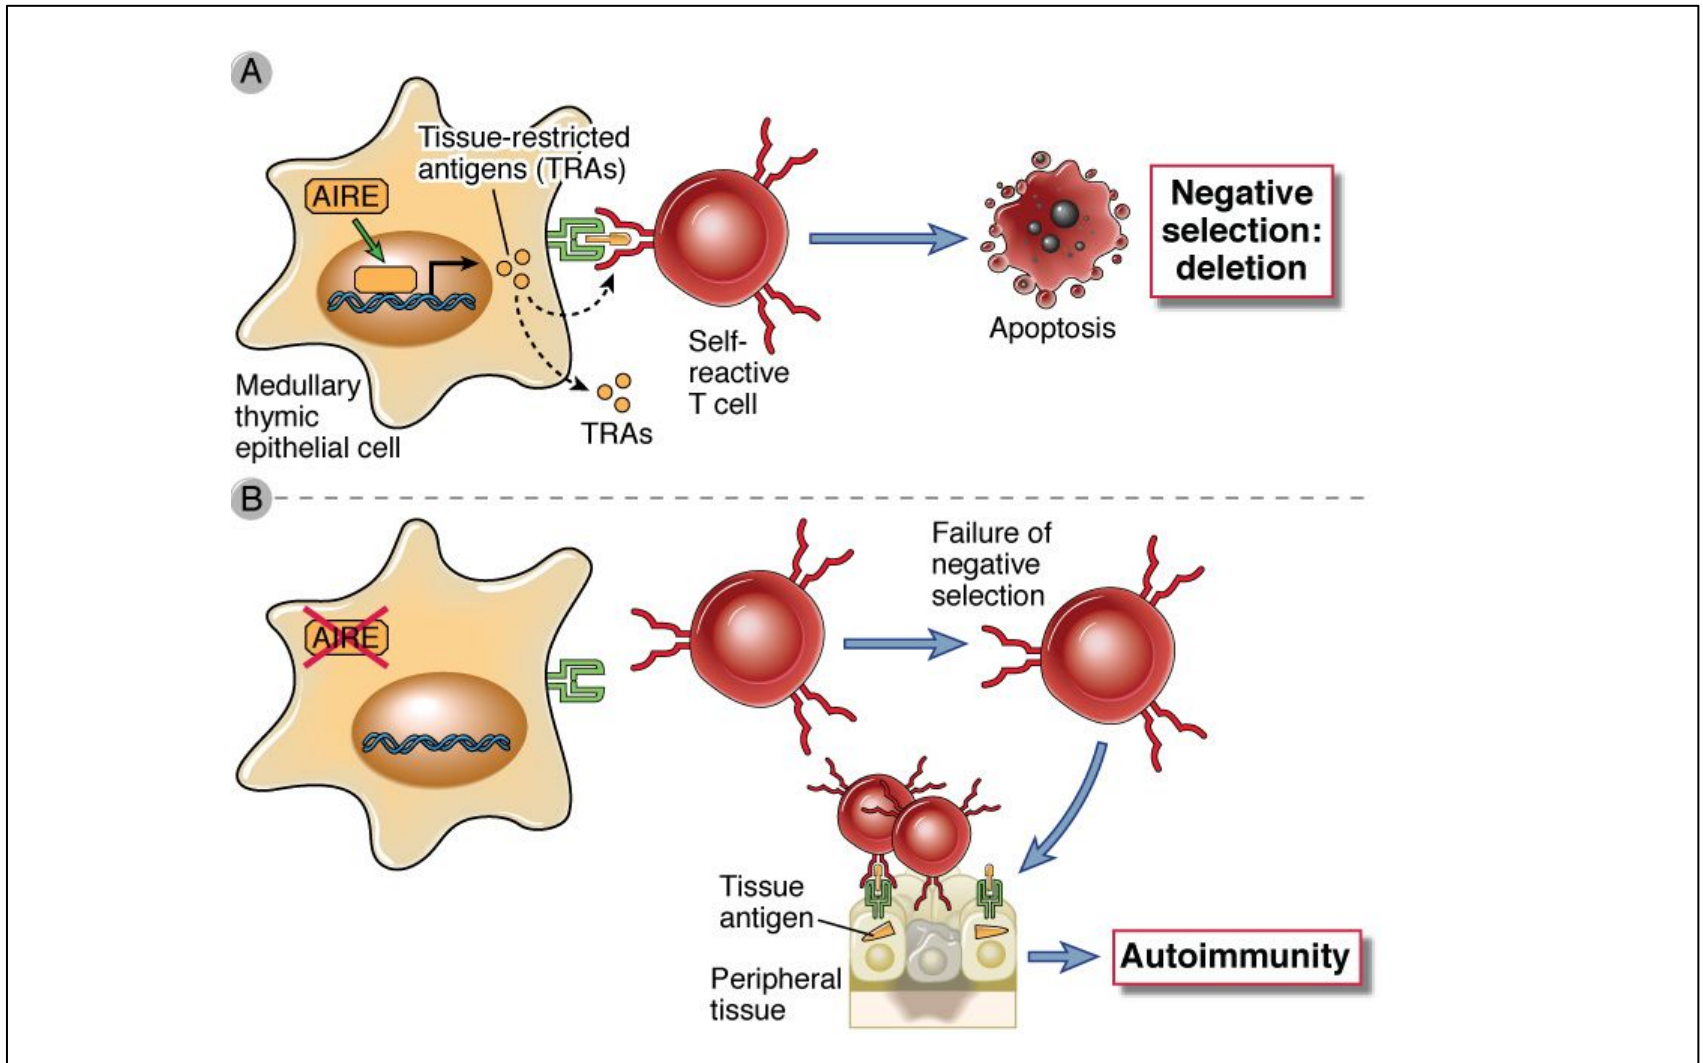 A
Tissue-restricted
antigens (TRAs)
AIRE
Negative
selection:
deletion
Apoptosis
Self-
reactive
T cell
Medullary
thymic
epithelial cell
TRAs
B
Failure of
negative
selection
AIRE
Tissue
antigen
Peripheral
tissue
Autoimmunity